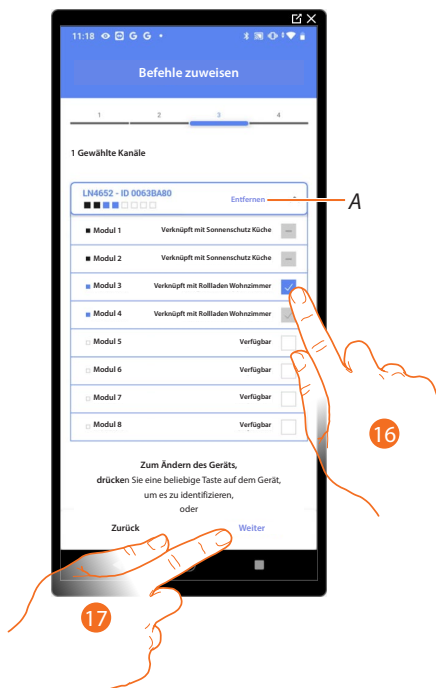 11:18 G G
Befehle zuweisen
1 2 3 4
1 Gewählte Kanäle
LN4652 - ID 0063BA80
Entfernen
A
Modul 1 Verknüpft mit Sonnenschutz Küche
Modul 2 Verknüpft mit Sonnenschutz Küche
Modul 3 Verknüpft mit Rollladen Wohnzimmer
Modul 4 Verknüpft mit Rollladen Wohnzimmer
Modul 5 Verfügbar
Modul 6 Verfügbar
Modul 7 Verfügbar
Modul 8 Verfügbar
16
Zum Ändern des Geräts,
drücken Sie eine beliebige Taste auf dem Gerät,
um es zu identifizieren,
oder
Zurück Weiter
17